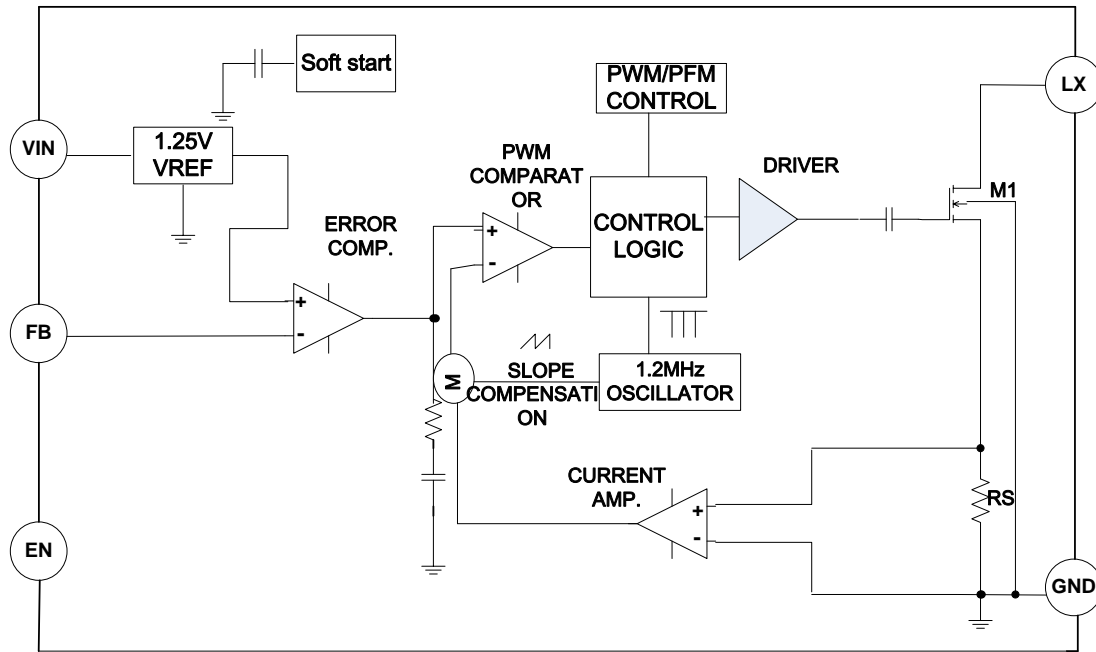 Soft start
PWM/PFM
CONTROL
LX
VIN
1.25V
VREF
PWM
COMPARAT
OR
DRIVER
M1
ERROR
COMP.
+
-
CONTROL
LOGIC
+
-
FB
M
SLOPE
COMPENSATI
ON
1.2MHz
OSCILLATOR
CURRENT
AMP.
+
-
RS
EN
GND